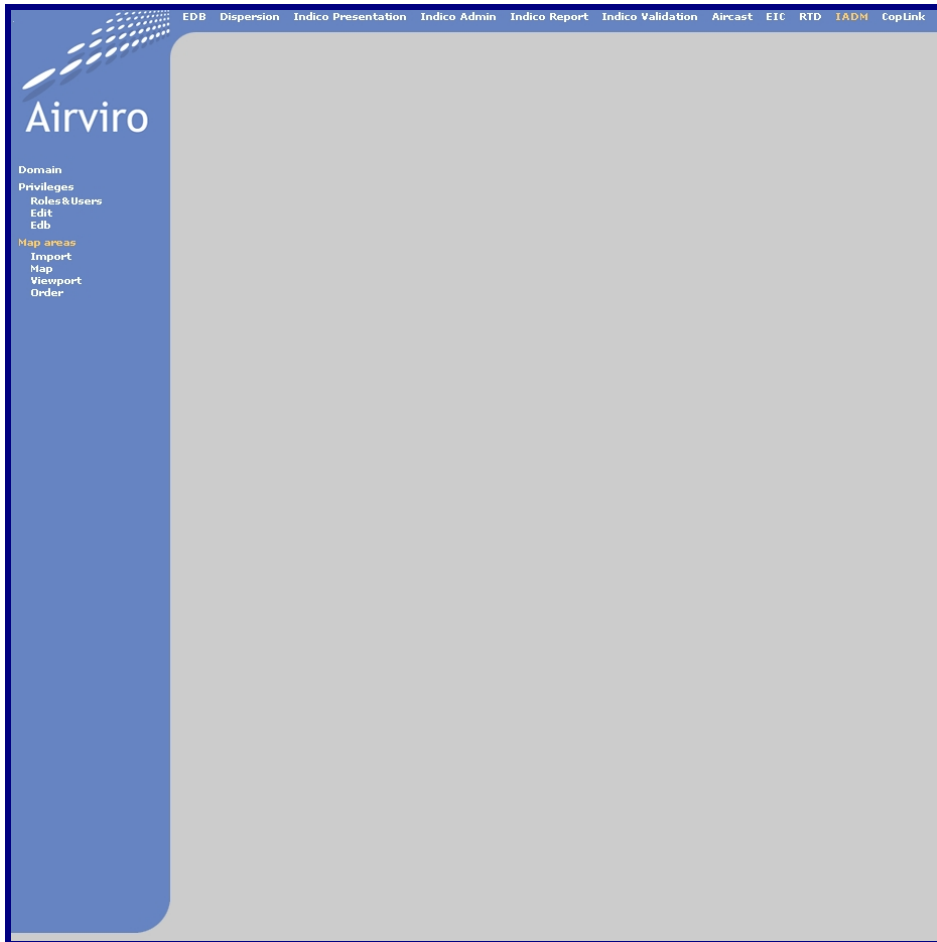 EDB Dispersion Indico Presentation Indico Admin Indico Report Indico Validation Aircast EIC RTD IADM CopLink
Airviro
Domain
Privileges
Roles&Users
Edit
Edb
Map areas
Import
Map
Viewport
Order